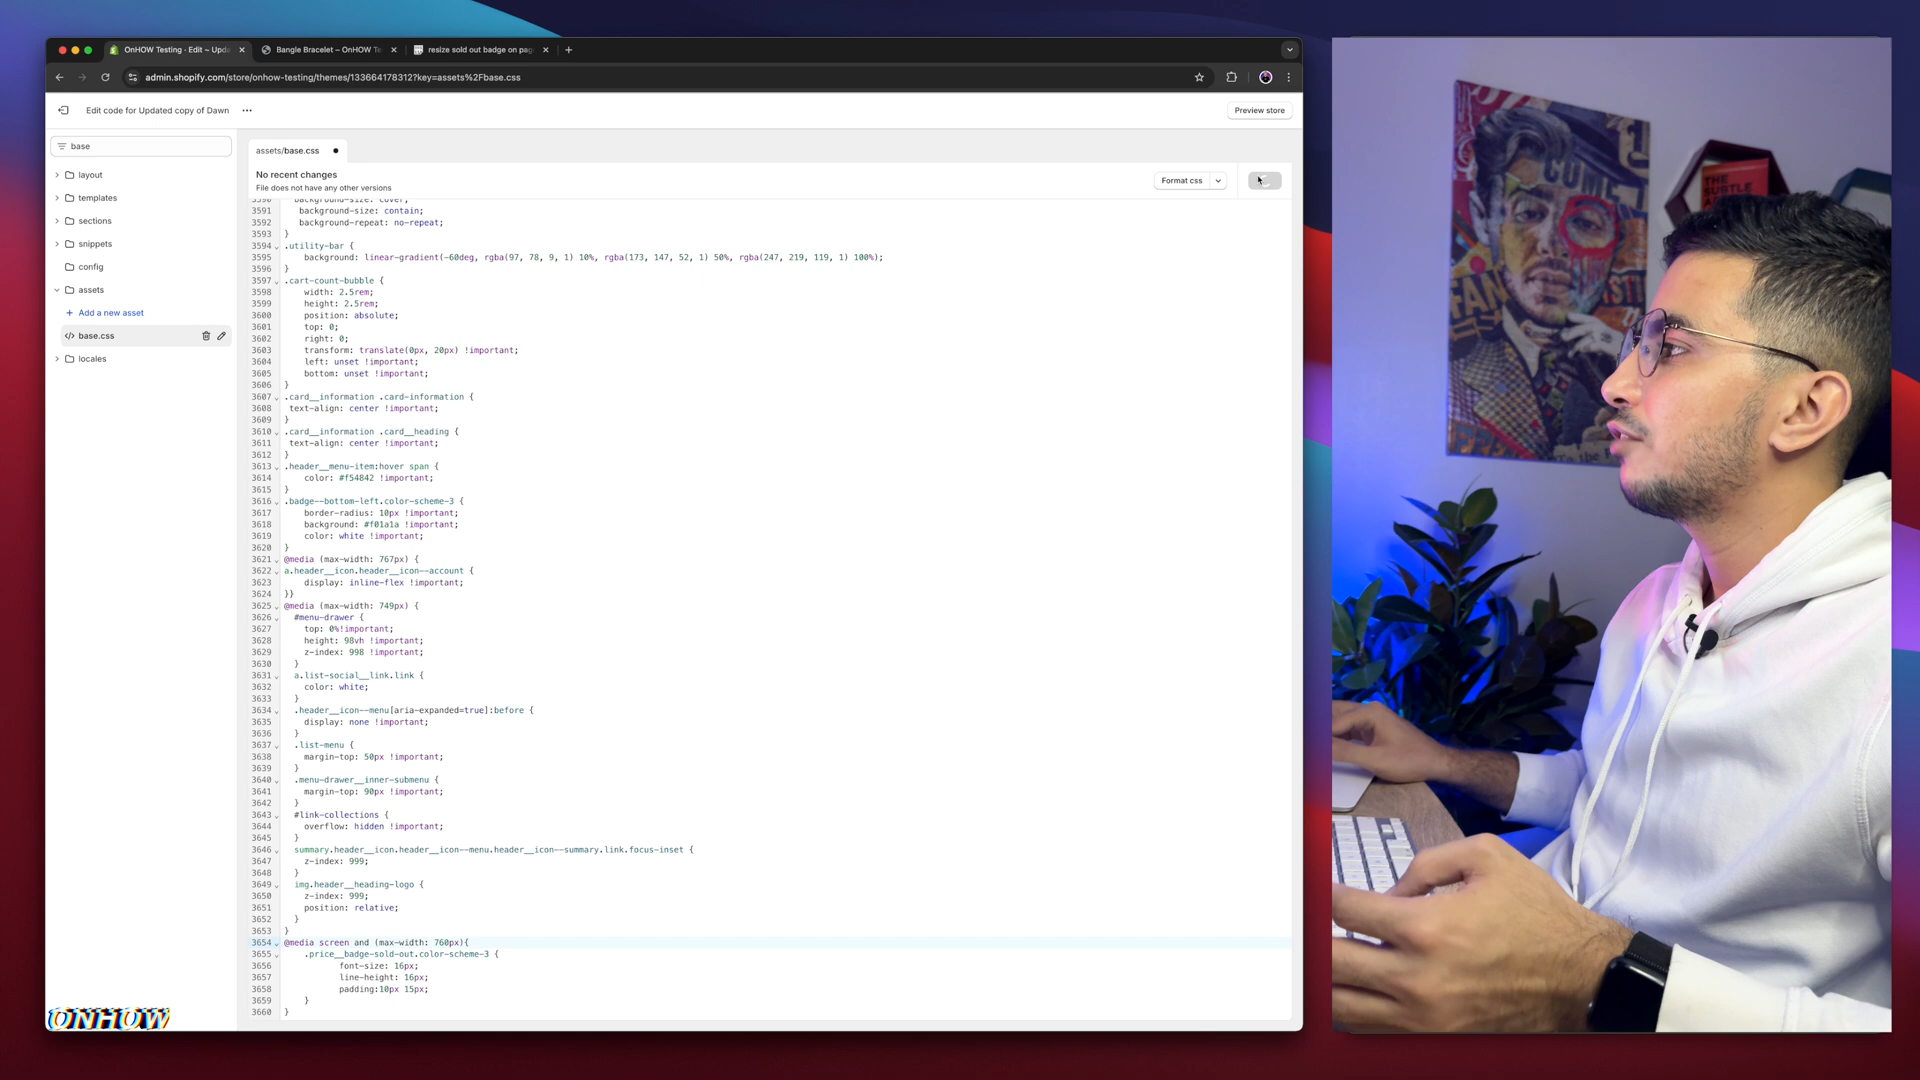 OnHOW Testing · Edit ~ Upda
Bangle Bracelet – OnHOW Te
resize sold out badge on pag
admin.shopify.com/store/onhow-testing/themes/133664178312?key=assets%2Fbase.css
Edit code for Updated copy of Dawn
Preview store
base
layout
templates
sections
snippets
config
assets
Add a new asset
base.css
locales
assets/base.css
No recent changes
File does not have any other versions
Format css
3590 background-size: cover;
3591 background-size: contain;
3592 background-repeat: no-repeat;
3593 }
3594 .utility-bar {
3595 background: linear-gradient(-60deg, rgba(97, 78, 9, 1) 10%, rgba(173, 147, 52, 1) 50%, rgba(247, 219, 119, 1) 100%);
3596 }
3597 .cart-count-bubble {
3598 width: 2.5rem;
3599 height: 2.5rem;
3600 position: absolute;
3601 top: 0;
3602 right: 0;
3603 transform: translate(0px, 20px) !important;
3604 left: unset !important;
3605 bottom: unset !important;
3606 }
3607 .card__information .card-information {
3608 text-align: center !important;
3609 }
3610 .card__information .card__heading {
3611 text-align: center !important;
3612 }
3613 .header__menu-item:hover span {
3614 color: #f54842 !important;
3615 }
3616 .badge--bottom-left.color-scheme-3 {
3617 border-radius: 10px !important;
3618 background: #f01a1a !important;
3619 color: white !important;
3620 }
3621 @media (max-width: 767px) {
3622 a.header__icon.header__icon--account {
3623 display: inline-flex !important;
3624 }}
3625 @media (max-width: 749px) {
3626 #menu-drawer {
3627 top: 0%!important;
3628 height: 98vh !important;
3629 z-index: 998 !important;
3630 }
3631 a.list-social__link.link {
3632 color: white;
3633 }
3634 .header__icon--menu[aria-expanded=true]:before {
3635 display: none !important;
3636 }
3637 .list-menu {
3638 margin-top: 50px !important;
3639 }
3640 .menu-drawer__inner-submenu {
3641 margin-top: 90px !important;
3642 }
3643 #link-collections {
3644 overflow: hidden !important;
3645 }
3646 summary.header__icon.header__icon--menu.header__icon--summary.link.focus-inset {
3647 z-index: 999;
3648 }
3649 img.header__heading-logo {
3650 z-index: 999;
3651 position: relative;
3652 }
3653 }
3654 @media screen and (max-width: 760px){
3655 .price__badge-sold-out.color-scheme-3 {
3656 font-size: 16px;
3657 line-height: 16px;
3658 padding:10px 15px;
3659 }
3660 }
ONHOW
THE
SUBTLE
COME
FAN